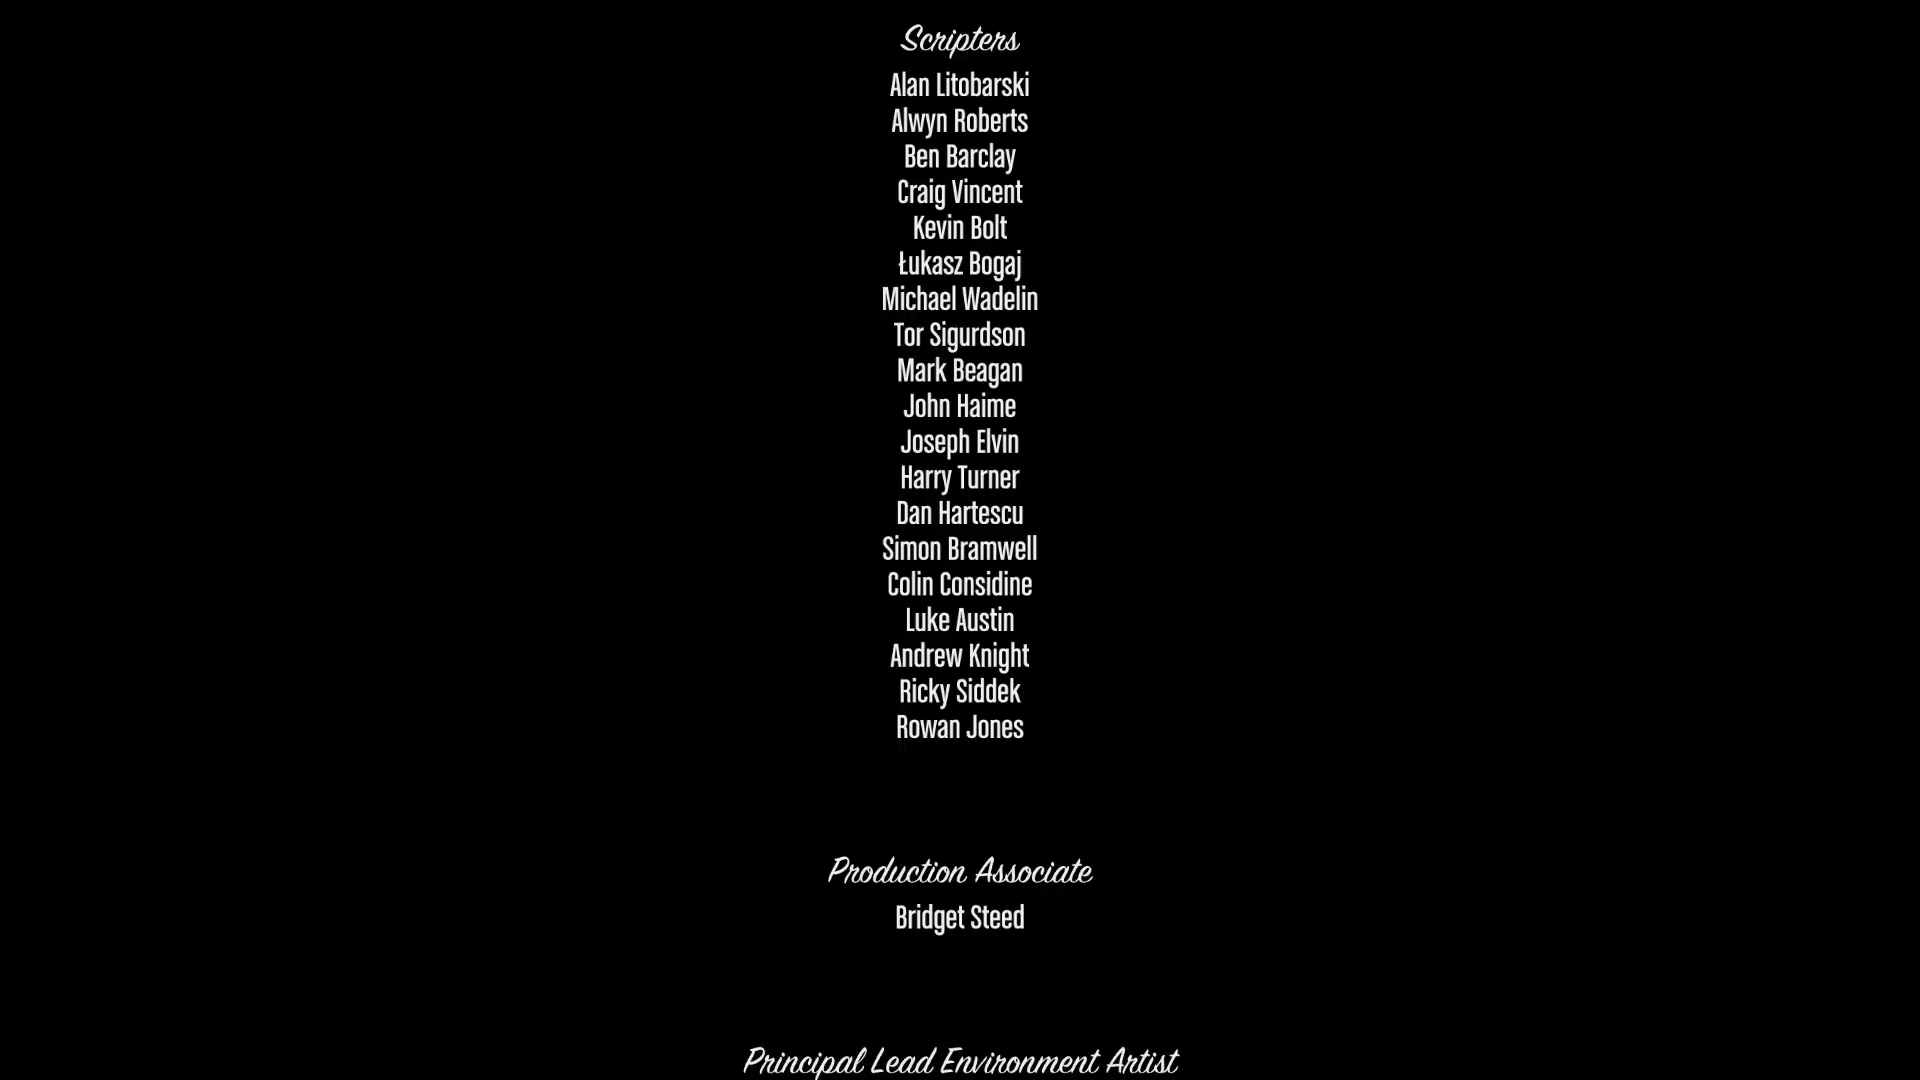 Scripters
Alan Litobarski
Alwyn Roberts
Ben Barclay
Craig Vincent
Kevin Bolt
Łukasz Bogaj
Michael Wadelin
Tor Sigurdson
Mark Beagan
John Haime
Joseph Elvin
Harry Turner
Dan Hartescu
Simon Bramwell
Colin Considine
Luke Austin
Andrew Knight
Ricky Siddek
Rowan Jones
Production Associate
Bridget Steed
Principal Lead Environment Artist